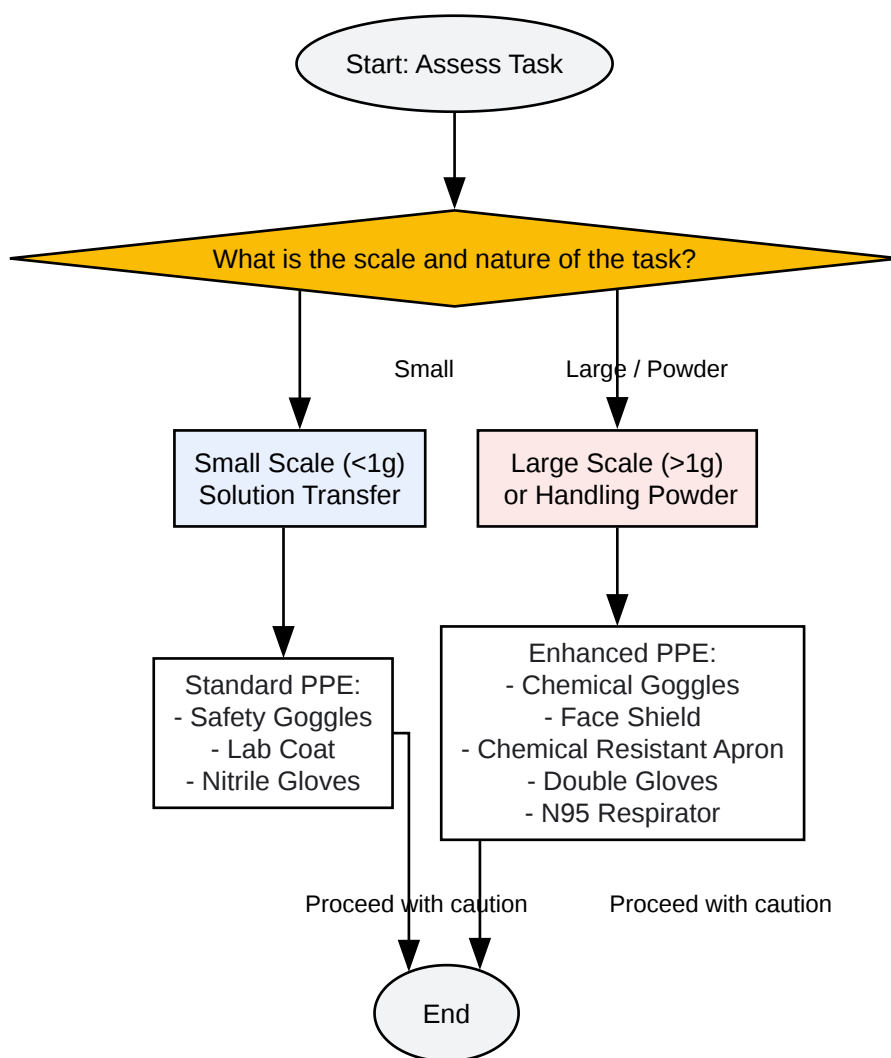 Start: Assess Task
What is the scale and nature of the task?
Small
Large / Powder
Small Scale (<1g)
Solution Transfer
Large Scale (>1g)
or Handling Powder
Standard PPE:
- Safety Goggles
- Lab Coat
- Nitrile Gloves
Enhanced PPE:
- Chemical Goggles
- Face Shield
- Chemical Resistant Apron
- Double Gloves
- N95 Respirator
Proceed with caution
Proceed with caution
End